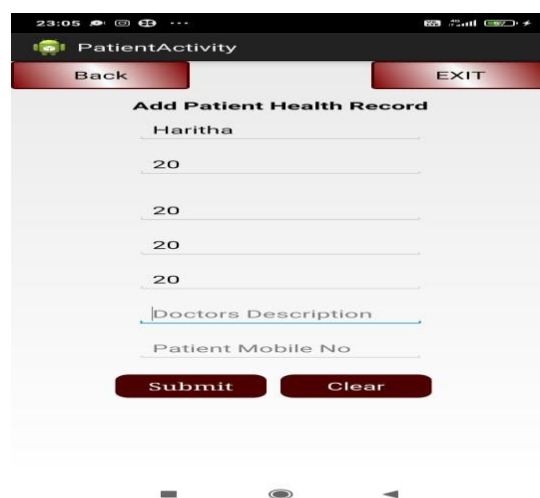 23:05 ...
PatientActivity
Back EXIT
Add Patient Health Record
Haritha
20
20
20
20
Doctors Description
Patient Mobile No
Submit Clear